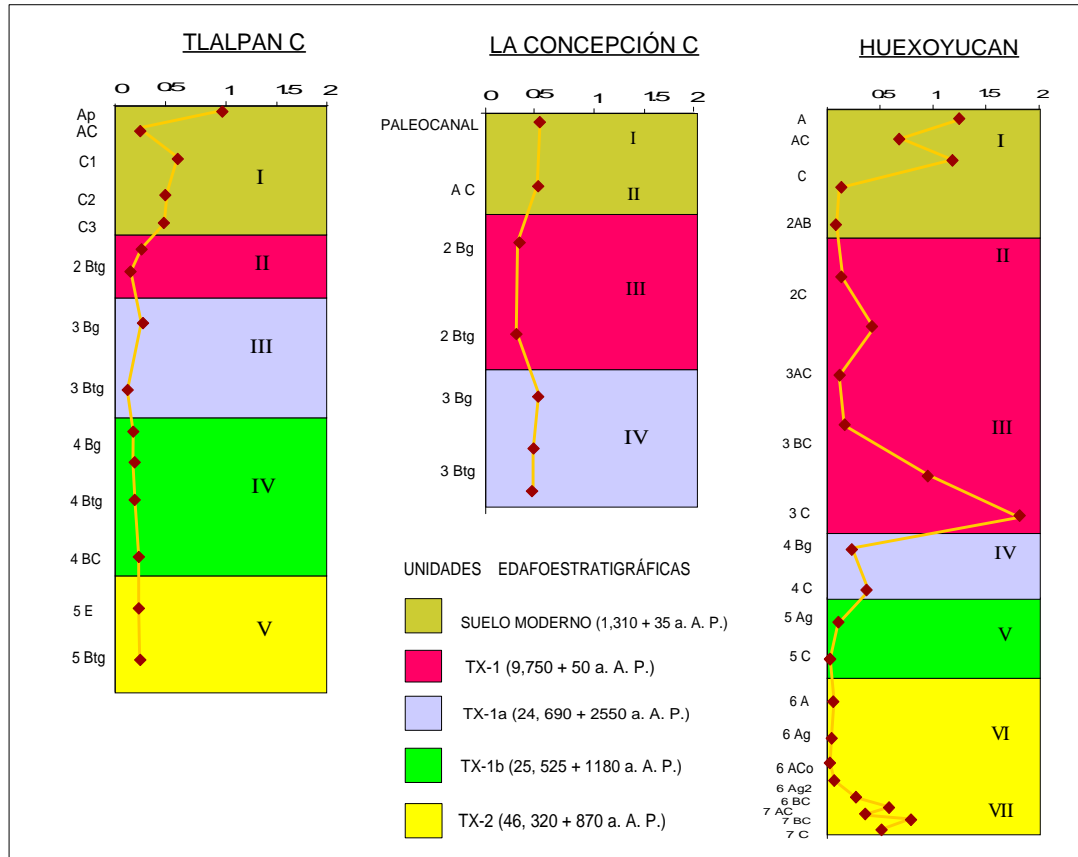 TLALPAN C
0 0.5 1 1.5 2
Ap
AC
C1
C2
C3
2 Btg
3 Bg
3 Btg
4 Bg
4 Btg
4 BC
5 E
5 Btg
I
II
III
IV
V
LA CONCEPCIÓN C
0 0.5 1 1.5 2
PALEOCANAL
A C
2 Bg
2 Btg
3 Bg
3 Btg
I
II
III
IV
HUEXOYUCAN
0 0.5 1 1.5 2
A
AC
C
2AB
2C
3AC
3 BC
3 C
4 Bg
4 C
5 Ag
5 C
6 A
6 Ag
6 ACo
6 Ag2
6 BC
7 AC
7 BC
7 C
I
II
III
IV
V
VI
VII
UNIDADES EDAFOESTRATIGRÁFICAS
SUELO MODERNO (1,310 + 35 a. A. P.)
TX-1 (9,750 + 50 a. A. P.)
TX-1a (24, 690 + 2550 a. A. P.)
TX-1b (25, 525 + 1180 a. A. P.)
TX-2 (46, 320 + 870 a. A. P.)